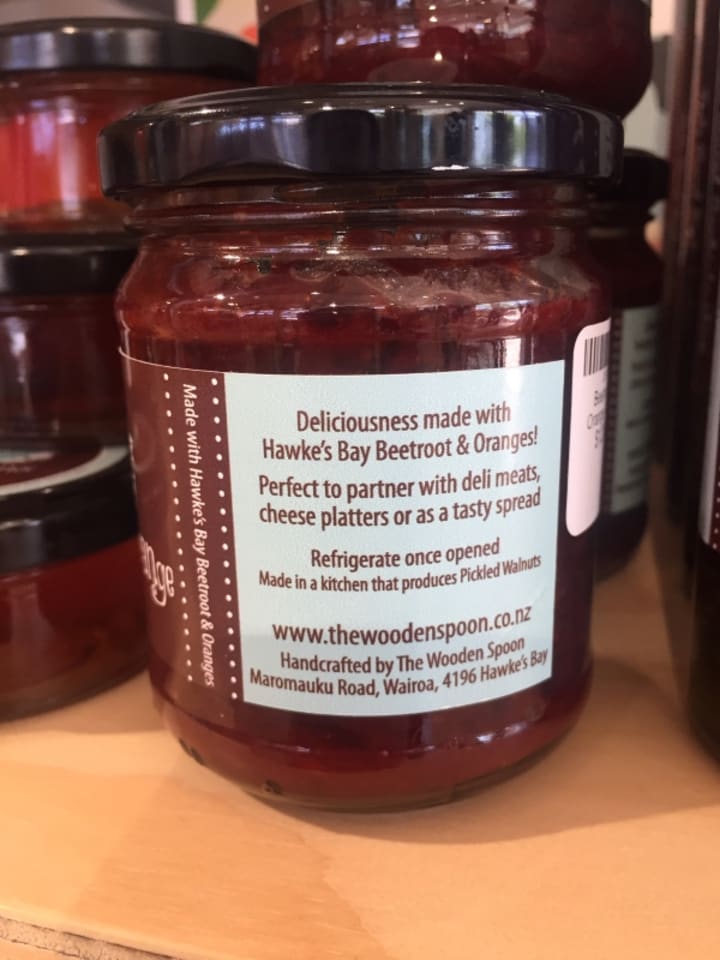 Deliciousness made with
Hawke's Bay Beetroot & Oranges!
Perfect to partner with deli meats,
cheese platters or as a tasty spread
Refrigerate once opened
Made in a kitchen that produces Pickled Walnuts
www.thewoodenspoon.co.nz
Handcrafted by The Wooden Spoon
Maromauku Road, Wairoa, 4196 Hawke's Bay
Made with Hawke's Bay Beetroot & Oranges